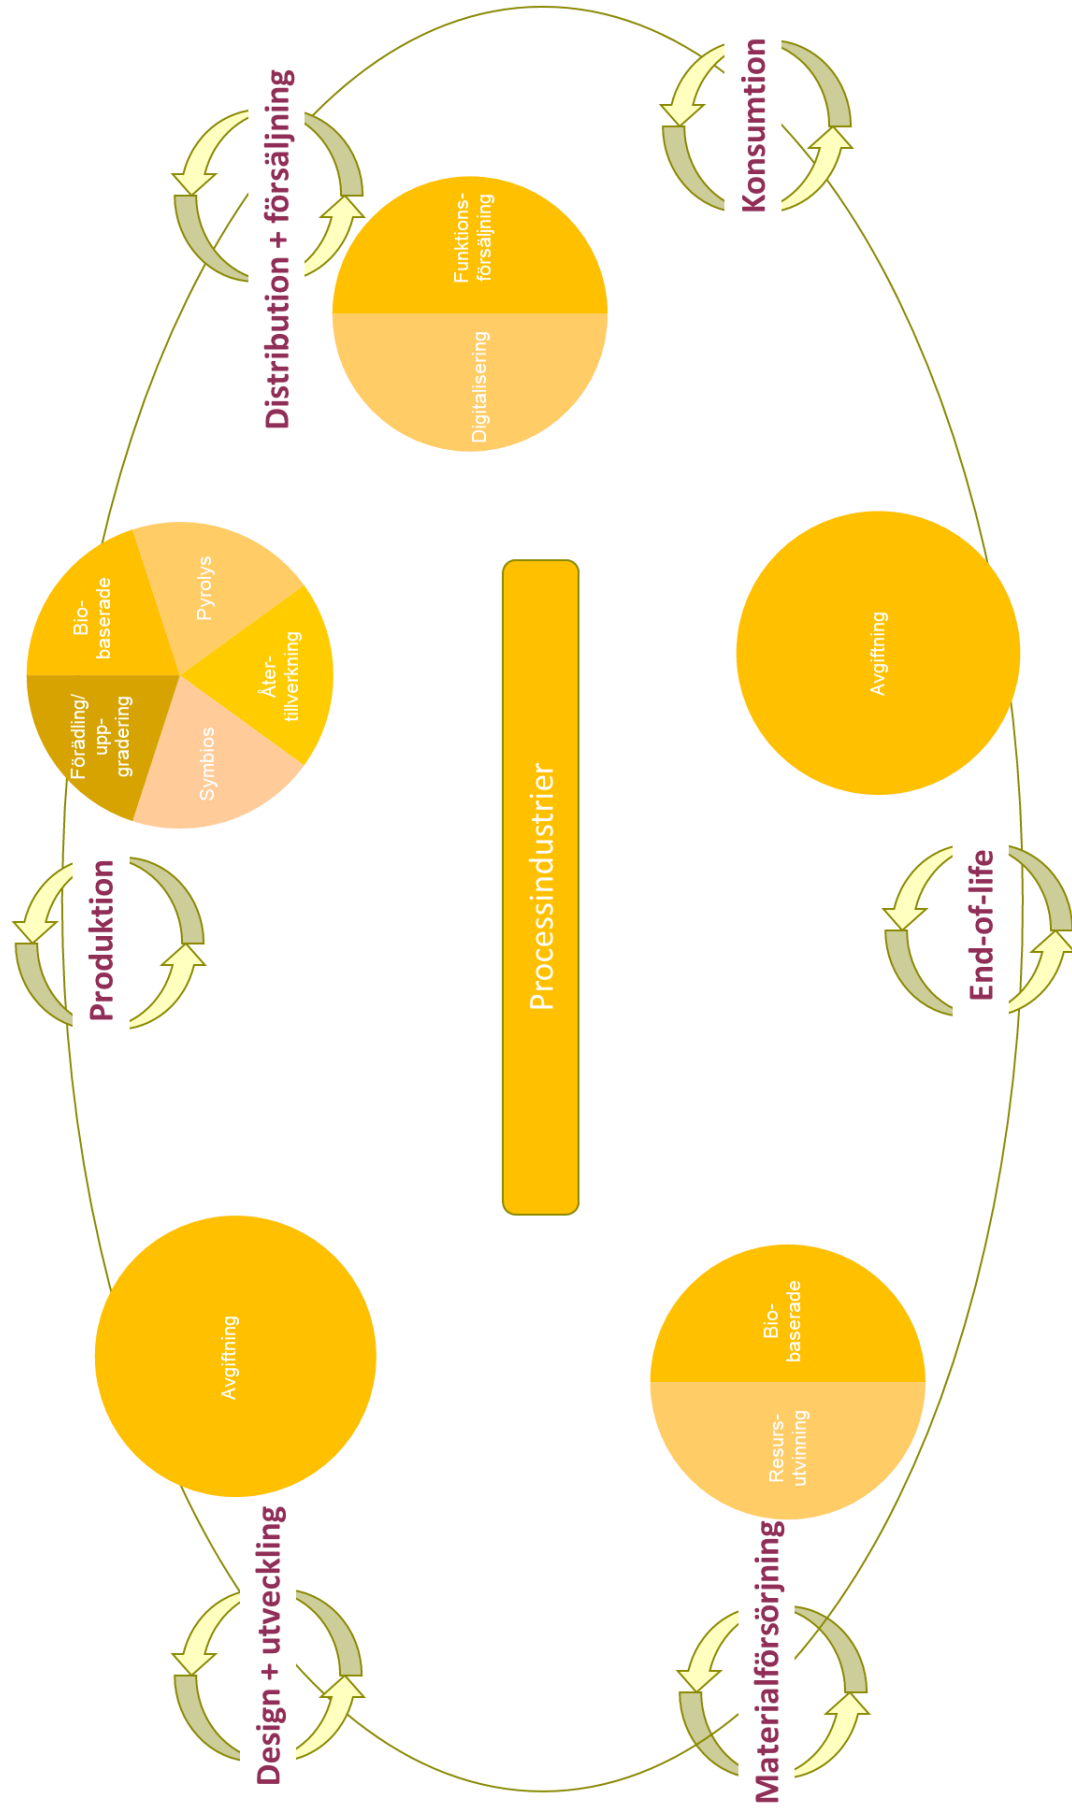 Produktion
Förädling/
upp-
gradering
Bio-
baserade
Symbios
Pyrolys
Åter-
tillverkning
Design + utveckling
Avgiftning
Distribution + försäljning
Digitalisering
Funktions-
försäljning
Processindustrier
Materialförsörjning
Resurs-
utvinning
Bio-
baserade
Avgiftning
Konsumtion
End-of-life